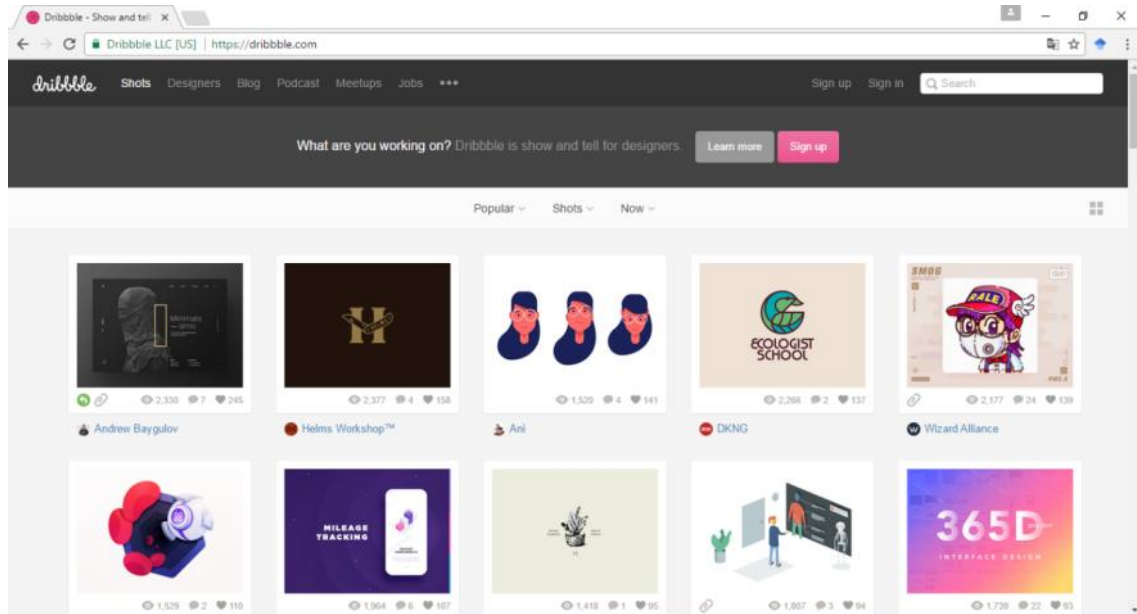 Dribbble - Show and tell
Dribbble LLC [US] | https://dribbble.com
dribbble Shots Designers Blog Podcast Meetups Jobs ••• Sign up Sign in Search
What are you working on? Dribbble is show and tell for designers. Learn more Sign up
Popular Shots Now
Minimals
H
ECOLOGIST
SCHOOL
SMOG
RALE
PM2.5
2,330 7 245
2,377 4 158
1,520 4 141
2,266 2 137
2,177 24 139
Andrew Baygulov
Helms Workshop™
Ani
DKNG
Wizard Alliance
MILEAGE
TRACKING
365D
INTERFACE DESIGN
1,529 2 110
1,964 6 107
1,418 1 95
1,807 3 94
1,739 22 93